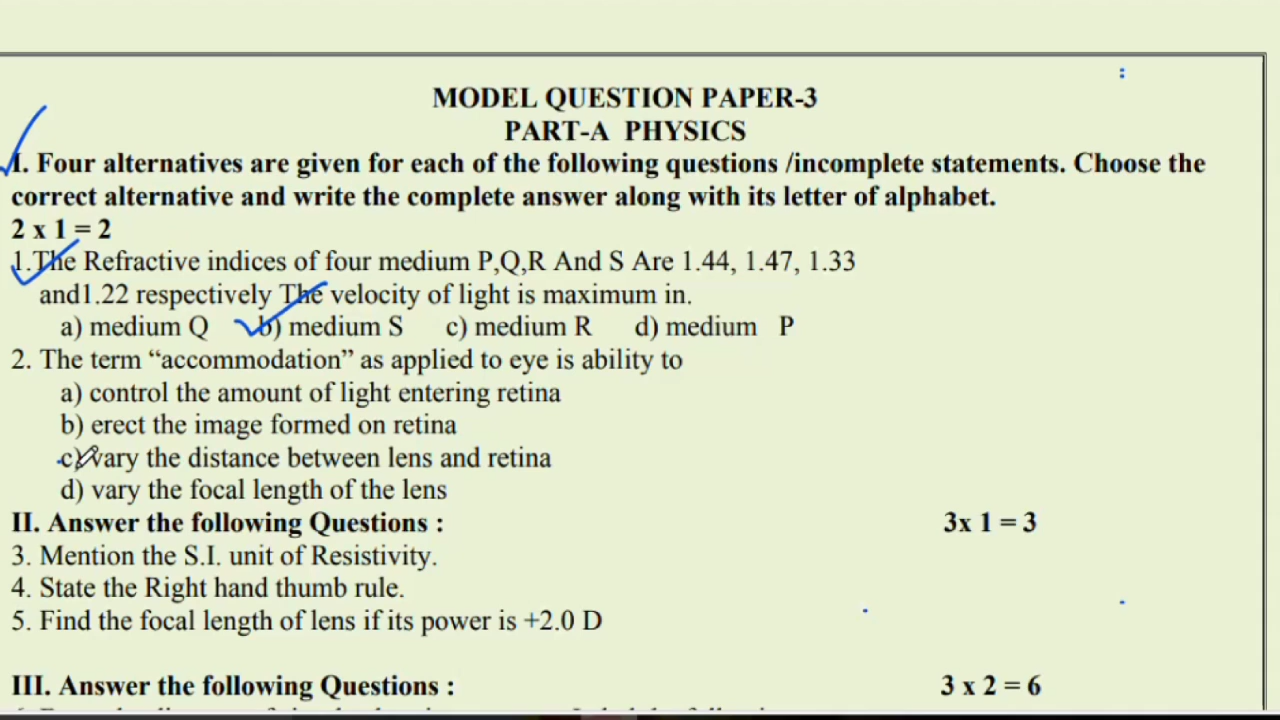 MODEL QUESTION PAPER-3
PART-A PHYSICS
I. Four alternatives are given for each of the following questions /incomplete statements. Choose the
correct alternative and write the complete answer along with its letter of alphabet.
2 x 1 = 2
1.The Refractive indices of four medium P,Q,R And S Are 1.44, 1.47, 1.33
and1.22 respectively The velocity of light is maximum in.
a) medium Q b) medium S c) medium R d) medium P
2. The term “accommodation” as applied to eye is ability to
a) control the amount of light entering retina
b) erect the image formed on retina
c) vary the distance between lens and retina
d) vary the focal length of the lens
II. Answer the following Questions : 3x 1 = 3
3. Mention the S.I. unit of Resistivity.
4. State the Right hand thumb rule.
5. Find the focal length of lens if its power is +2.0 D
III. Answer the following Questions : 3 x 2 = 6